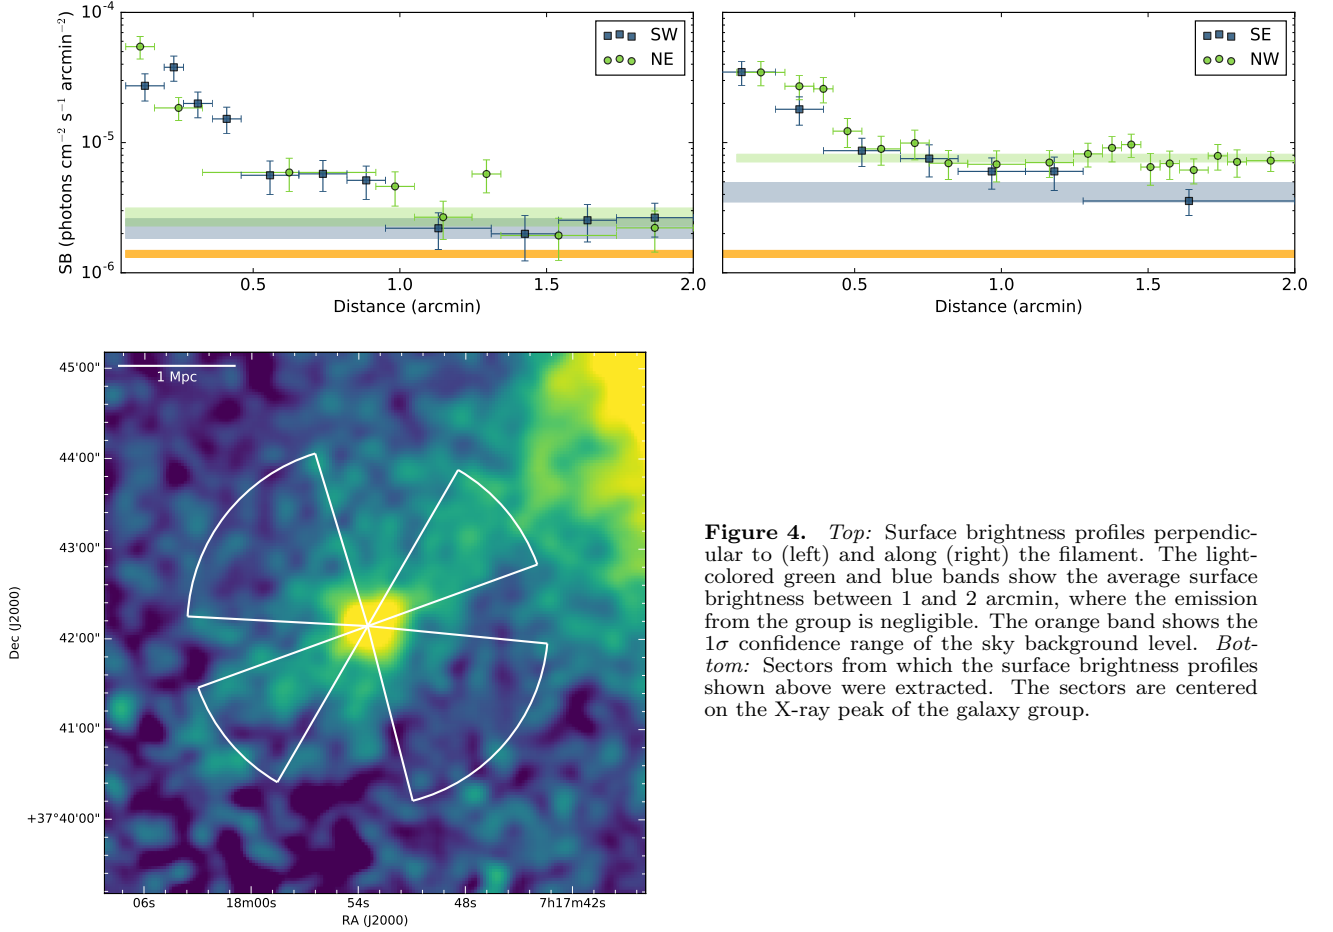 10⁻⁴
10⁻⁵
10⁻⁶
SB (photons cm⁻² s⁻¹ arcmin⁻²)
SW
NE
0.5
1.0
1.5
2.0
Distance (arcmin)
SE
NW
0.5
1.0
1.5
2.0
Distance (arcmin)
1 Mpc
45'00"
44'00"
43'00"
42'00"
41'00"
+37°40'00"
Dec (J2000)
06s
18m00s
54s
48s
7h17m42s
RA (J2000)
Figure 4. Top: Surface brightness profiles perpendic-
ular to (left) and along (right) the filament. The light-
colored green and blue bands show the average surface
brightness between 1 and 2 arcmin, where the emission
from the group is negligible. The orange band shows the
1σ confidence range of the sky background level. Bot-
tom: Sectors from which the surface brightness profiles
shown above were extracted. The sectors are centered
on the X-ray peak of the galaxy group.